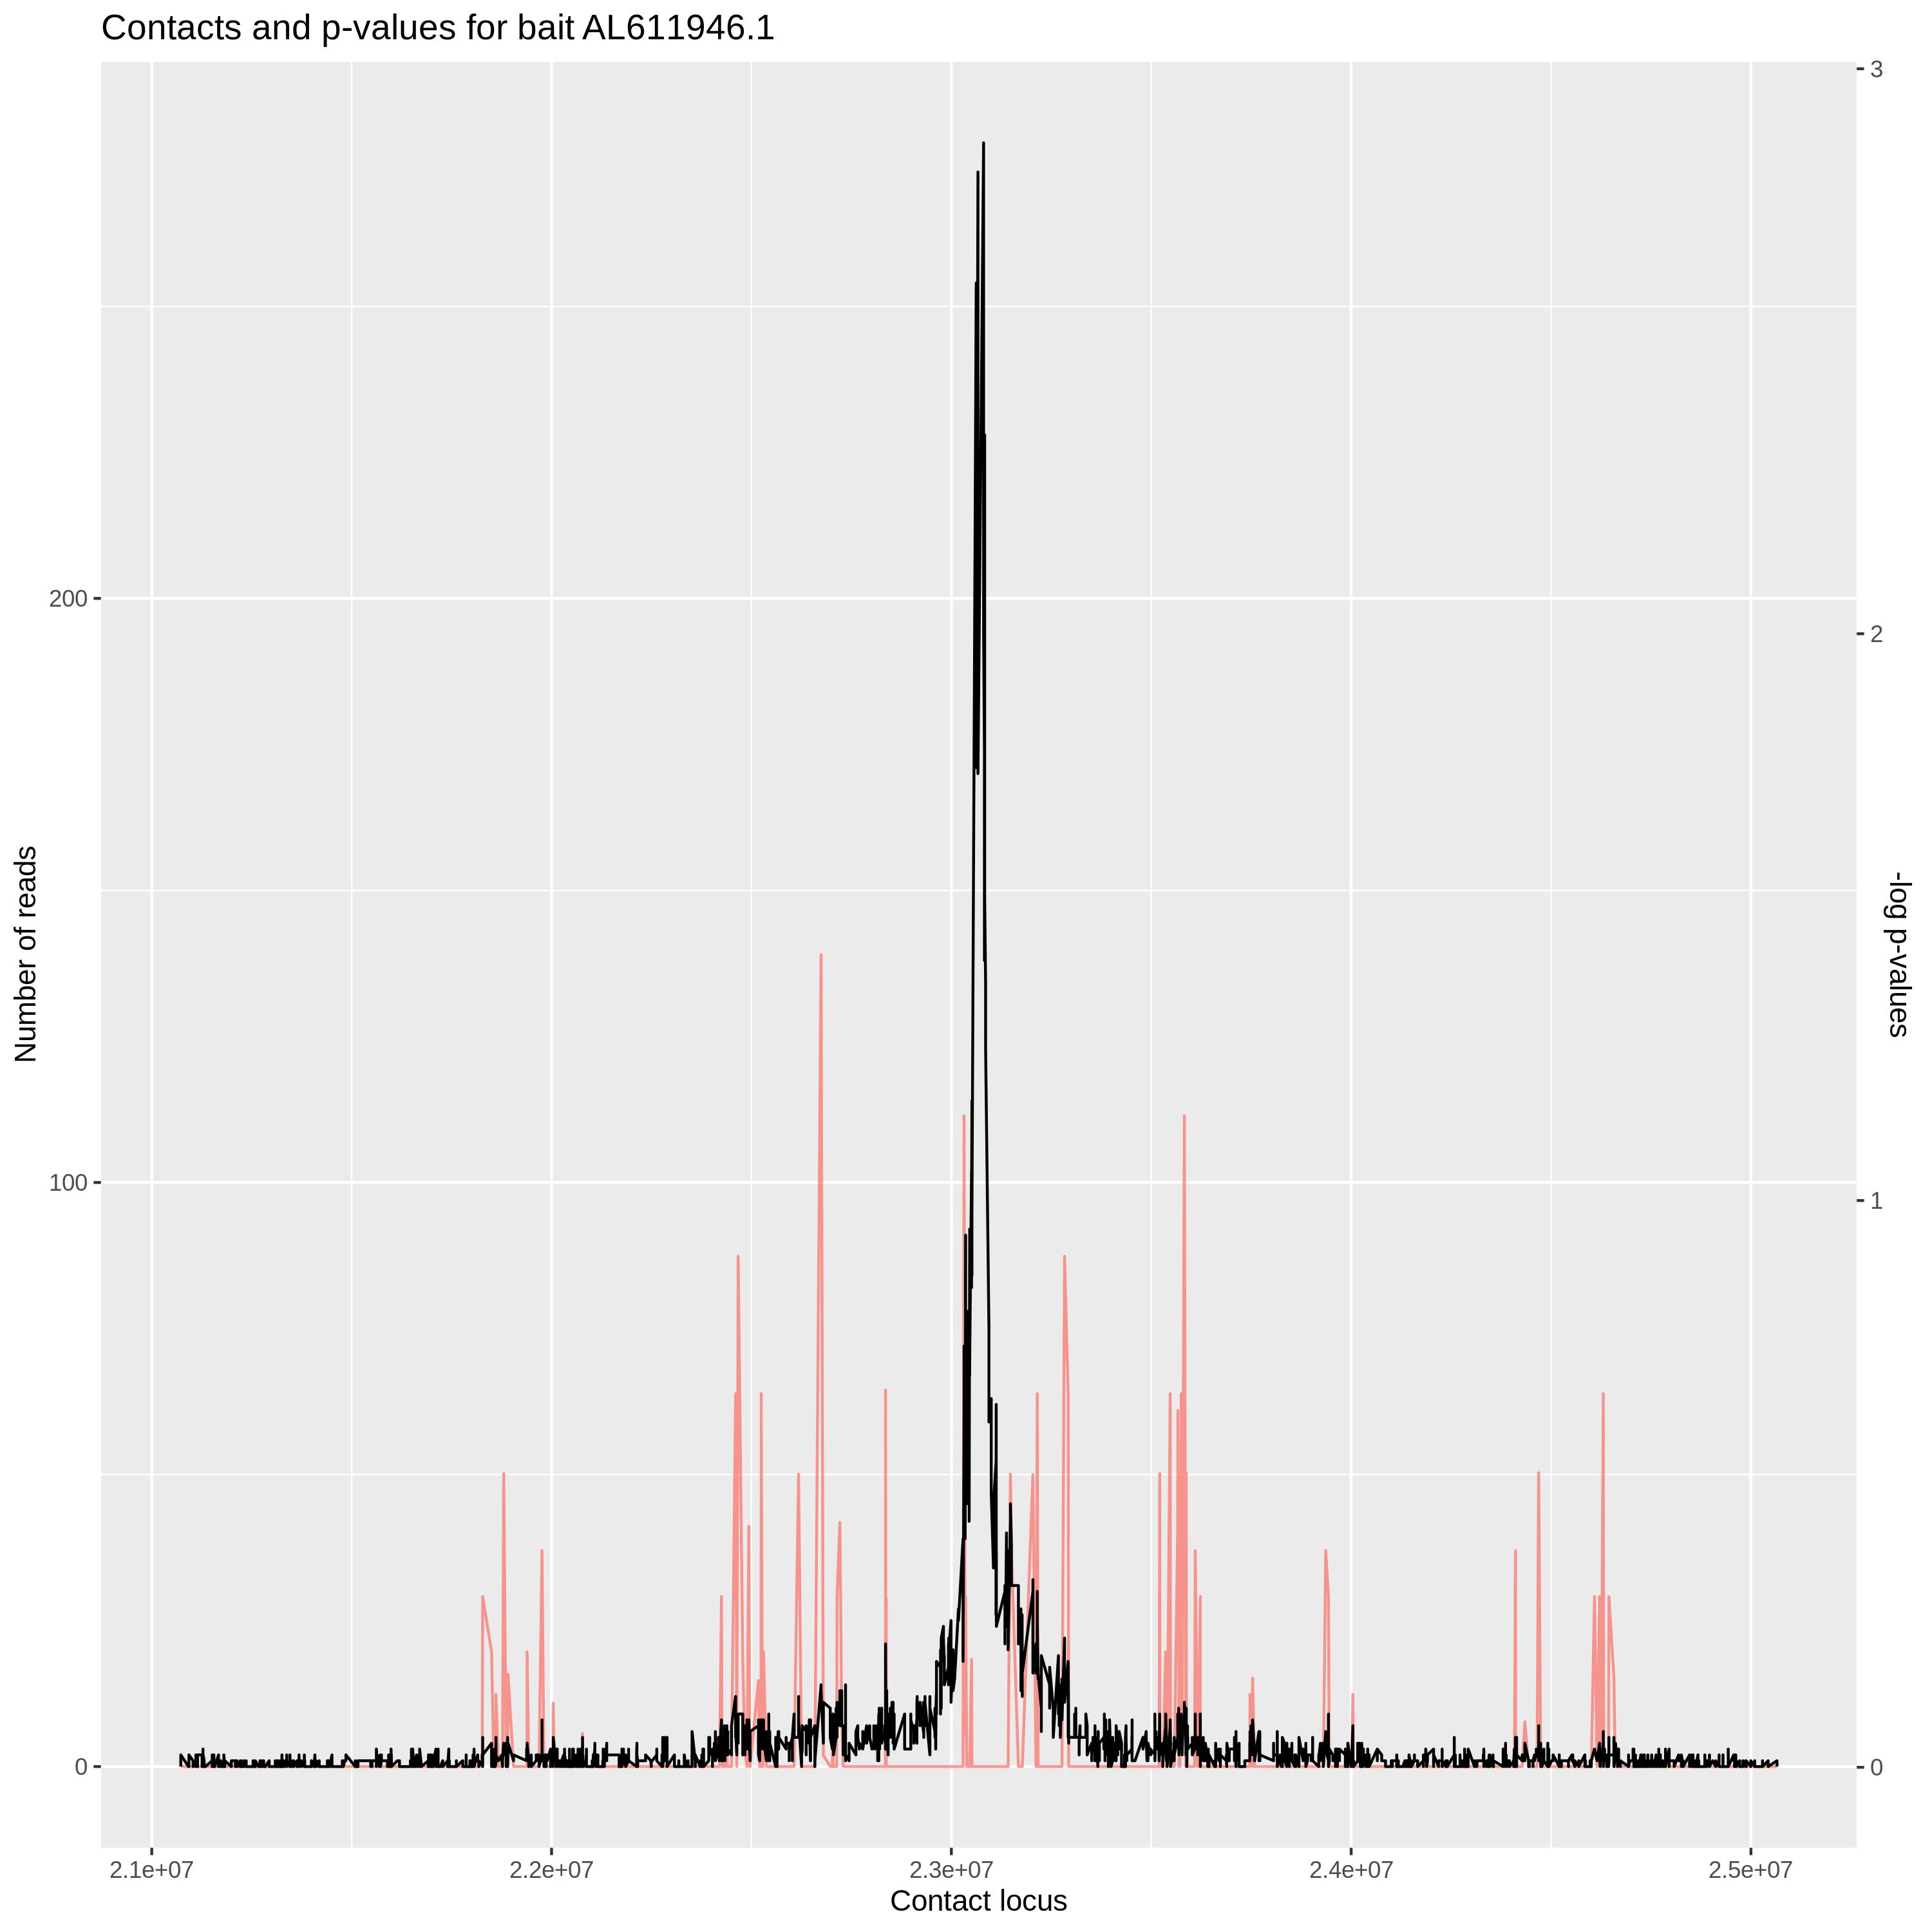 Contacts and p-values for bait AL611946.1
3
200
2
Number of reads
-log p-values
100
1
0
0
2.1e+07
2.2e+07
2.3e+07
2.4e+07
2.5e+07
Contact locus